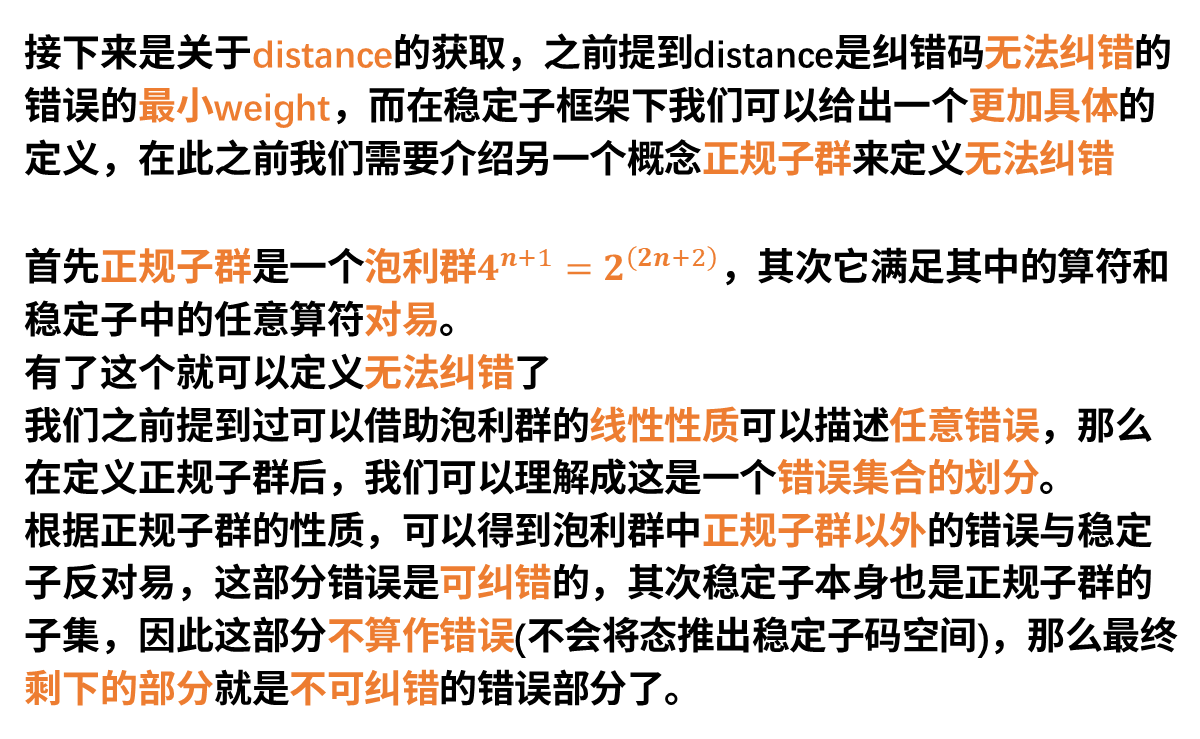 接下来是关于distance的获取，之前提到distance是纠错码无法纠错的
错误的最小weight，而在稳定子框架下我们可以给出一个更加具体的
定义，在此之前我们需要介绍另一个概念正规子群来定义无法纠错
首先正规子群是一个泡利群4^{n+1} = 2^{(2n+2)}，其次它满足其中的算符和
稳定子中的任意算符对易。
有了这个就可以定义无法纠错了
我们之前提到过可以借助泡利群的线性性质可以描述任意错误，那么
在定义正规子群后，我们可以理解成这是一个错误集合的划分。
根据正规子群的性质，可以得到泡利群中正规子群以外的错误与稳定
子反对易，这部分错误是可纠错的，其次稳定子本身也是正规子群的
子集，因此这部分不算作错误(不会将态推出稳定子码空间)，那么最终
剩下的部分就是不可纠错的错误部分了。